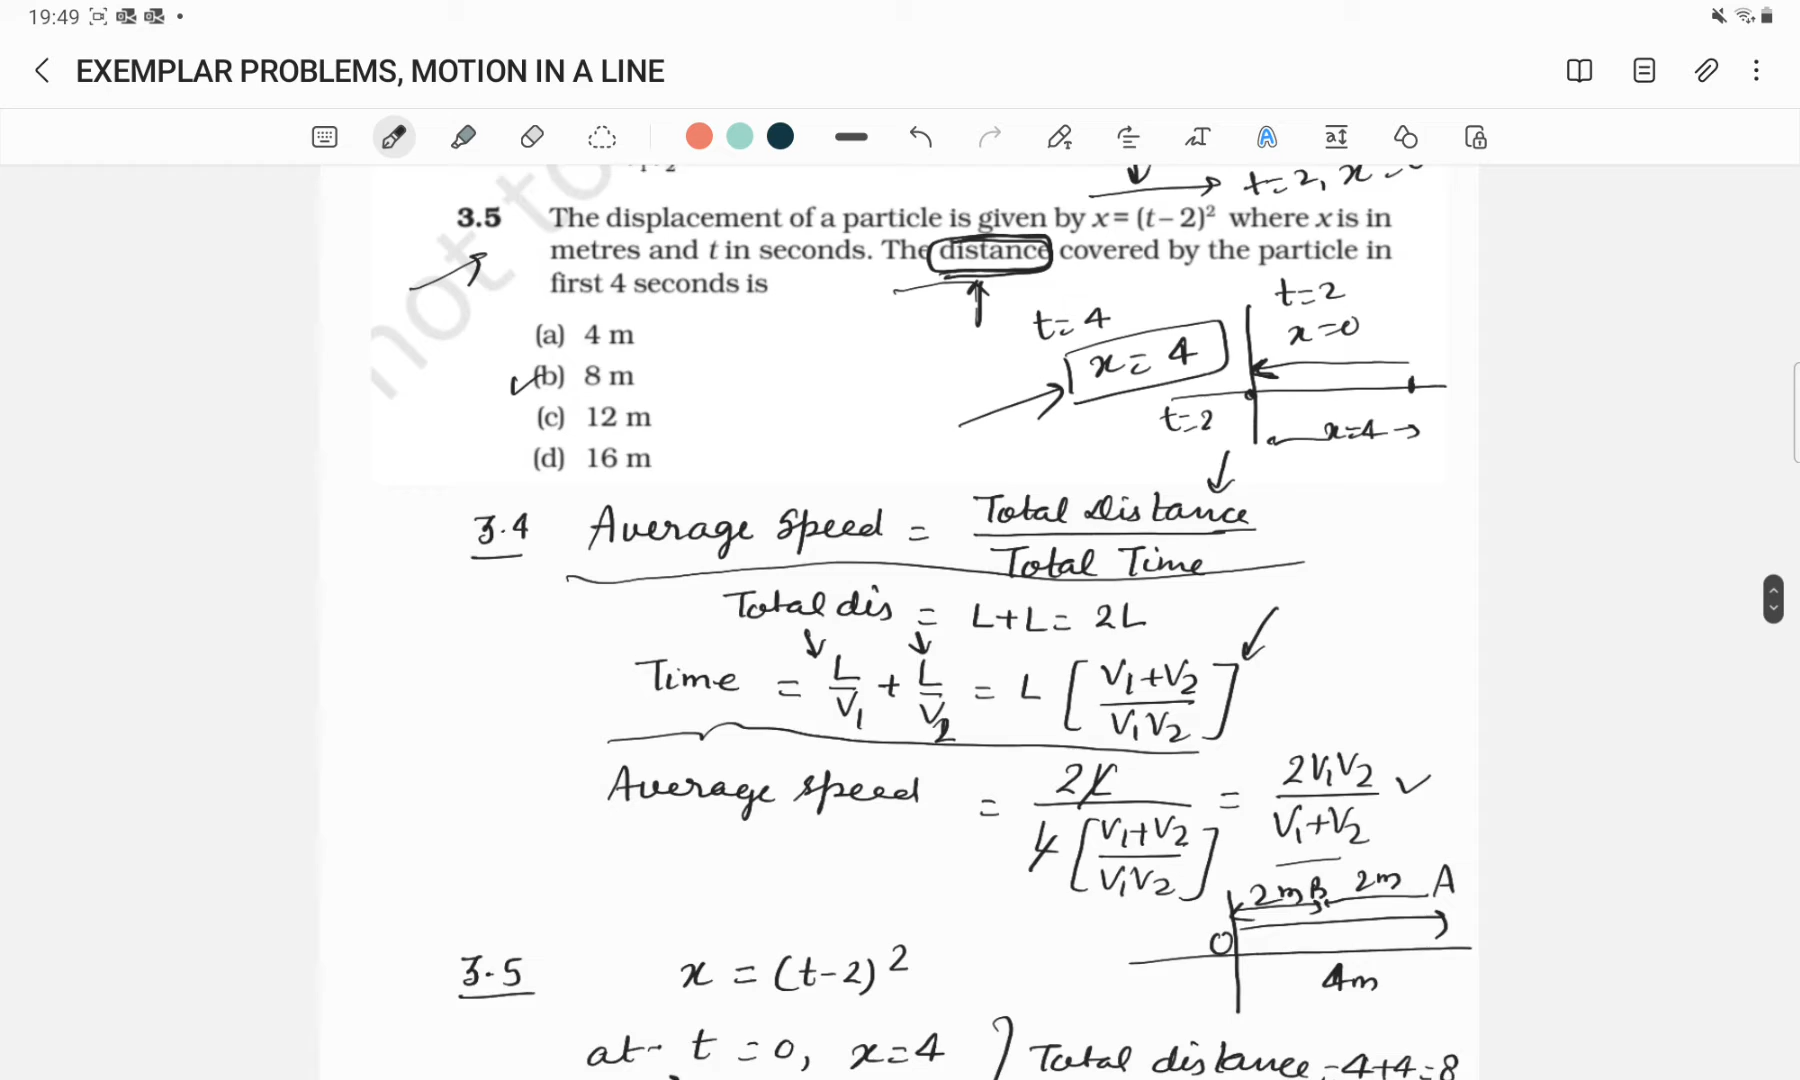 19:49
EXEMPLAR PROBLEMS, MOTION IN A LINE
t=2, x=
3.5 The displacement of a particle is given by x = (t – 2)² where x is in
metres and t in seconds. The distance covered by the particle in
first 4 seconds is
(a) 4 m
(b) 8 m
(c) 12 m
(d) 16 m
t=4
x=4
t=2
x=0
t=2
x=4
3.4 Average speed = Total Distance / Total Time
Total dis = L+L= 2L
Time = L/V₁ + L/V₂ = L [V₁+V₂ / V₁V₂]
Average speed = 2L / L [V₁+V₂ / V₁V₂] = 2V₁V₂ / V₁+V₂
2m B 2m A
O
4m
3.5 x = (t-2)²
at t = 0, x=4 } Total distance = 4+4=8
not to